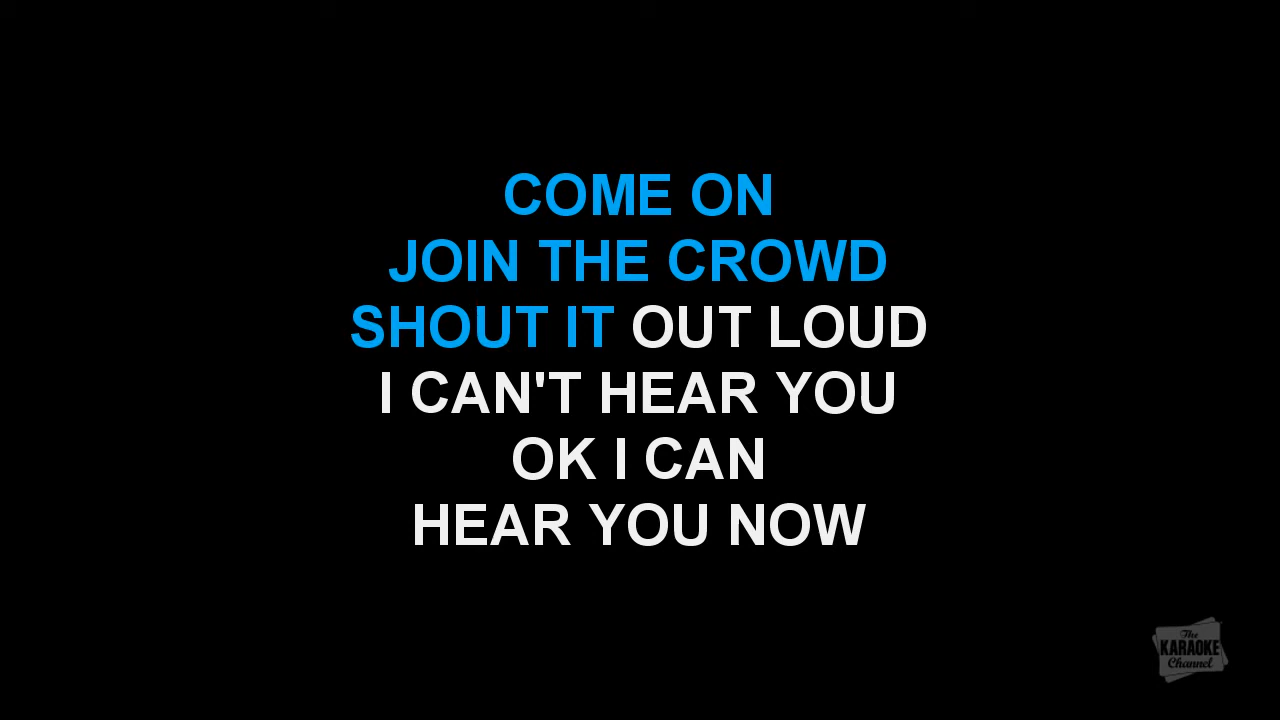 COME ON
JOIN THE CROWD
SHOUT IT OUT LOUD
I CAN'T HEAR YOU
OK I CAN
HEAR YOU NOW
The
KARAOKE
Channel